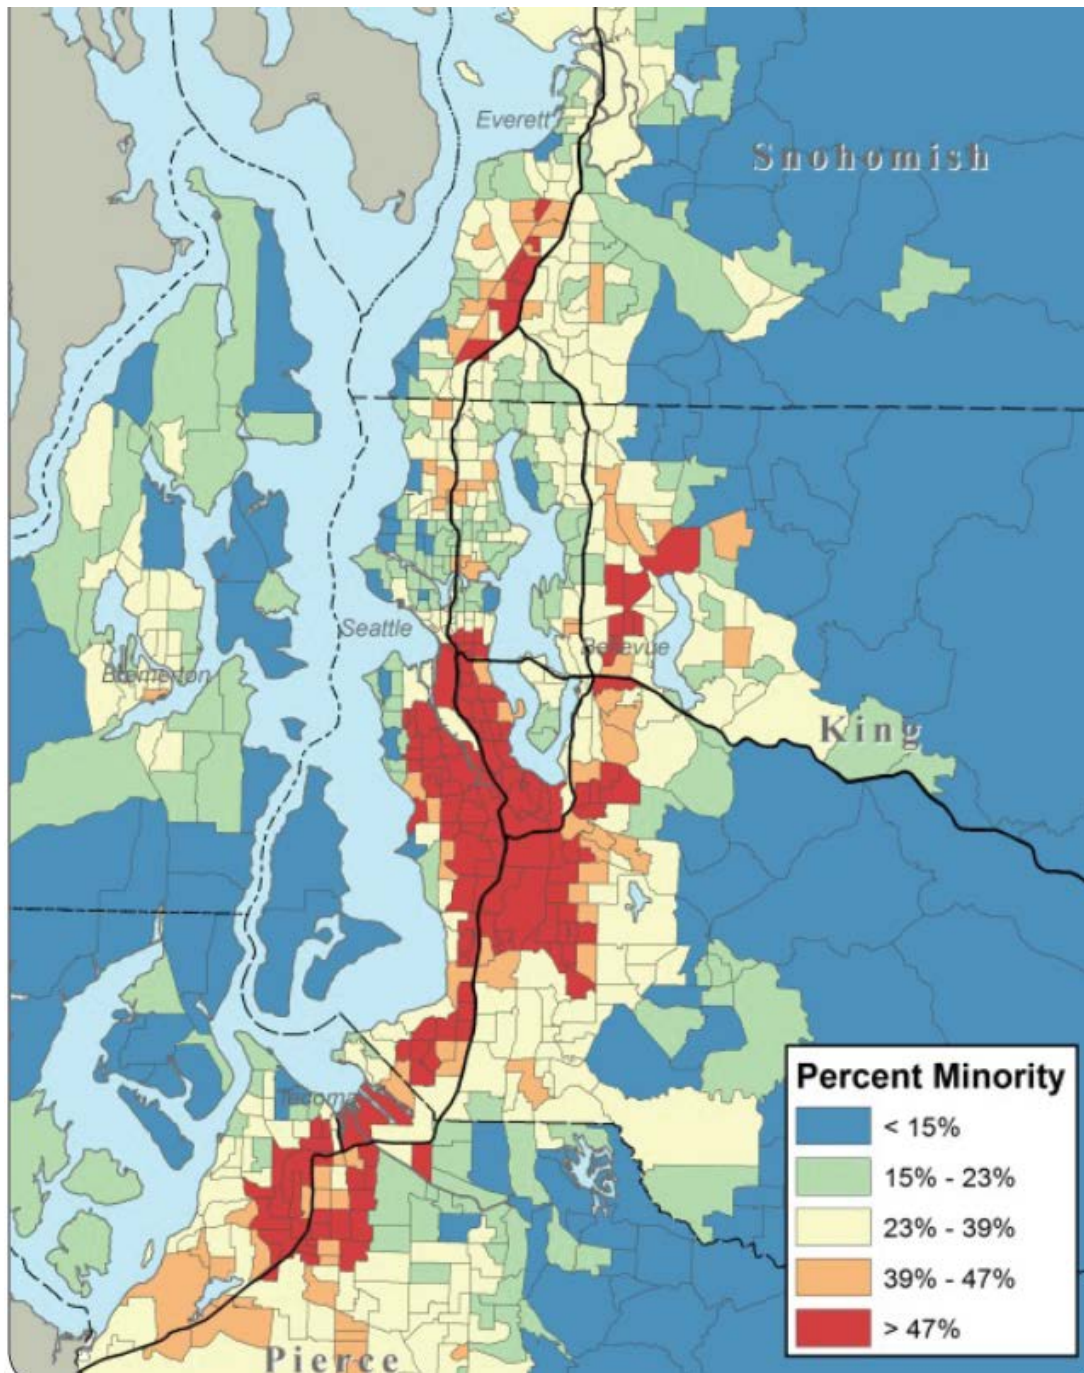 Everett
Snohomish
Seattle
Bellevue
Bremerton
King
Tacoma
Pierce
Percent Minority
< 15%
15% - 23%
23% - 39%
39% - 47%
> 47%